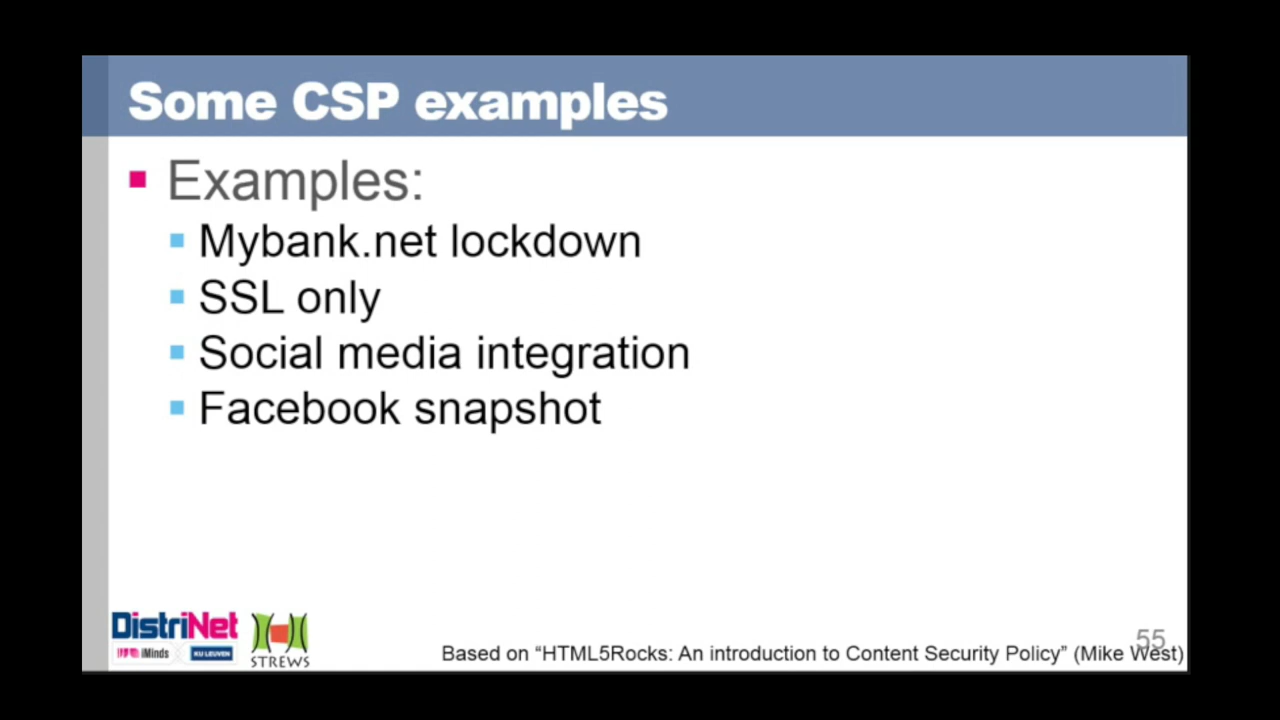 Some CSP examples
Examples:
Mybank.net lockdown
SSL only
Social media integration
Facebook snapshot
DistriNet
iMinds
KU LEUVEN
STREWS
55
Based on “HTML5Rocks: An introduction to Content Security Policy” (Mike West)